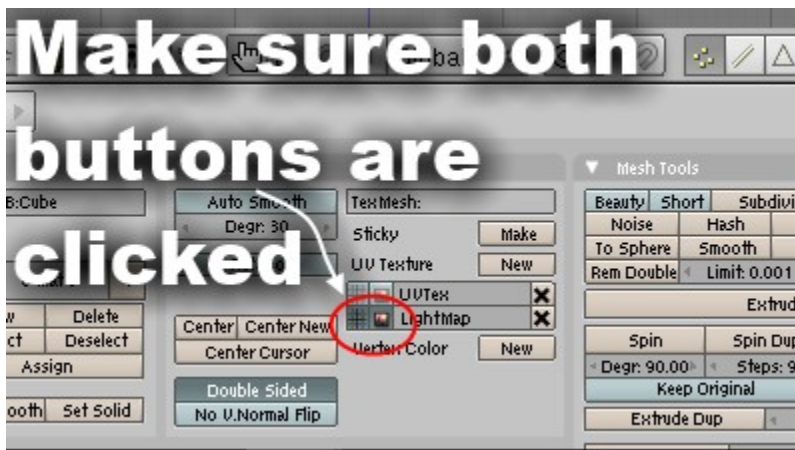 Make sure both
buttons are
clicked
Mesh Tools
B:Cube
Auto Smooth
TexMesh:
Beauty Short
Degr: 30
Sticky
Make
Noise
Hash
To Sphere
Smooth
UV Texture
New
Rem Double
Limit: 0.001
UVTex
LightMap
Delete
Center
Center New
Deselect
Center Cursor
Vertex Color
New
Spin
Spin Dup
Assign
Degr: 90.00
Double Sided
Keep Original
Set Solid
No V.Normal Flip
Extrude Dup